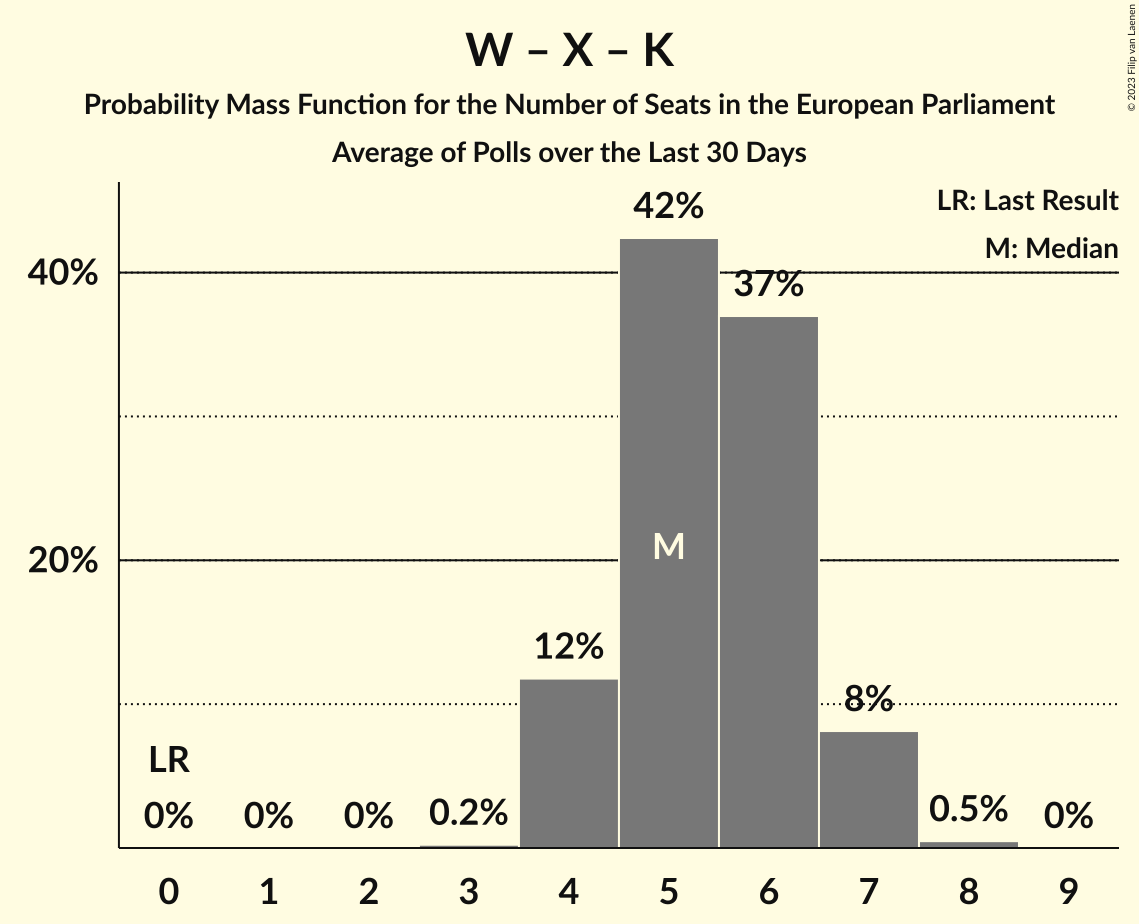 W – X – K
Probability Mass Function for the Number of Seats in the European Parliament
Average of Polls over the Last 30 Days
© 2023 Filip van Laenen
LR: Last Result
M: Median
40%
20%
42%
37%
M
12%
8%
LR
0%
0%
0%
0.2%
0.5%
0%
0 1 2 3 4 5 6 7 8 9